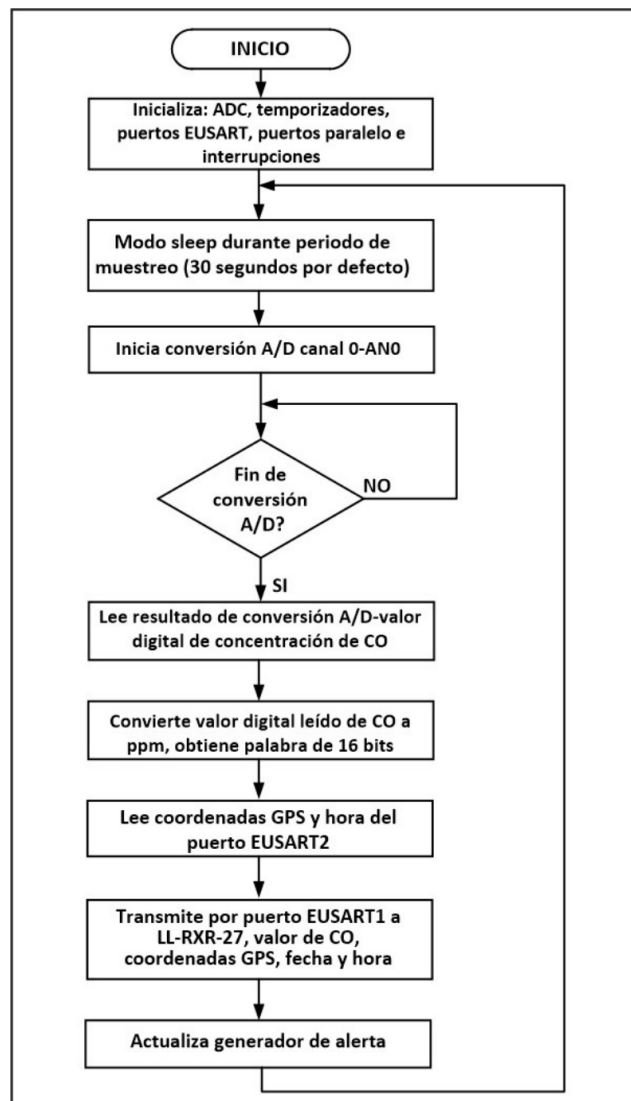 INICIO
Inicializa: ADC, temporizadores,
puertos EUSART, puertos paralelo e
interrupciones
Modo sleep durante periodo de
muestreo (30 segundos por defecto)
Inicia conversión A/D canal 0-AN0
Fin de
conversión
A/D?
NO
SI
Lee resultado de conversión A/D-valor
digital de concentración de CO
Convierte valor digital leído de CO a
ppm, obtiene palabra de 16 bits
Lee coordenadas GPS y hora del
puerto EUSART2
Transmite por puerto EUSART1 a
LL-RXR-27, valor de CO,
coordenadas GPS, fecha y hora
Actualiza generador de alerta